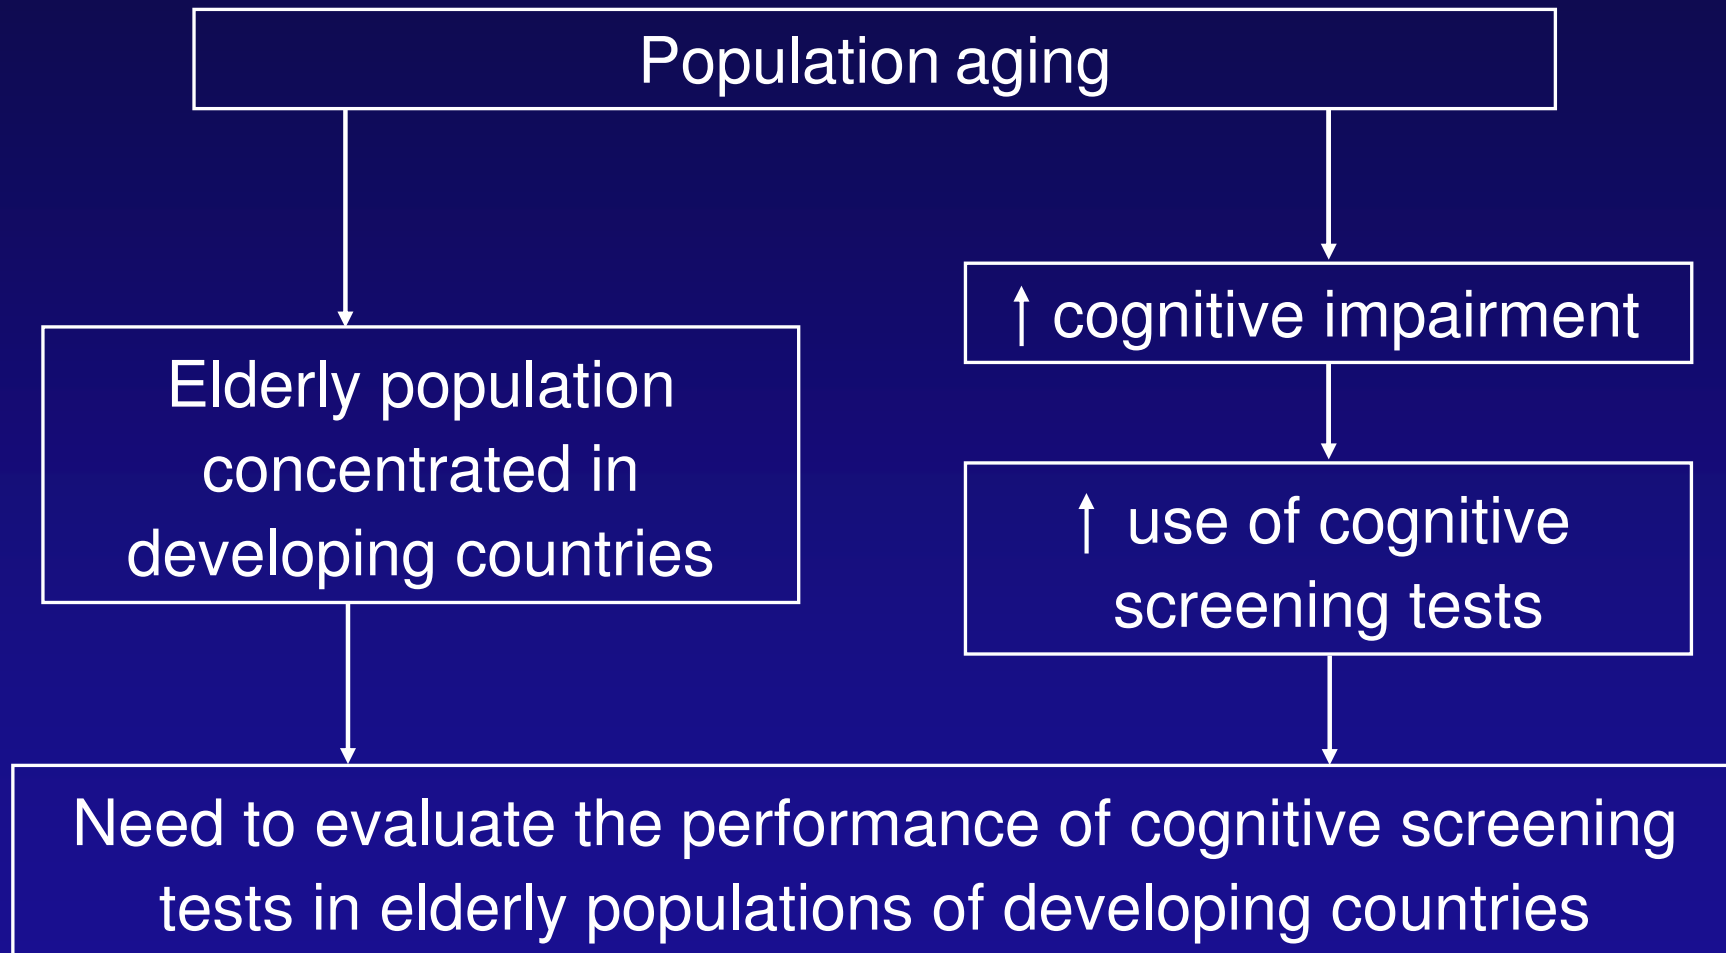 Population aging
Elderly population
concentrated in
developing countries
↑ cognitive impairment
↑ use of cognitive
screening tests
Need to evaluate the performance of cognitive screening
tests in elderly populations of developing countries